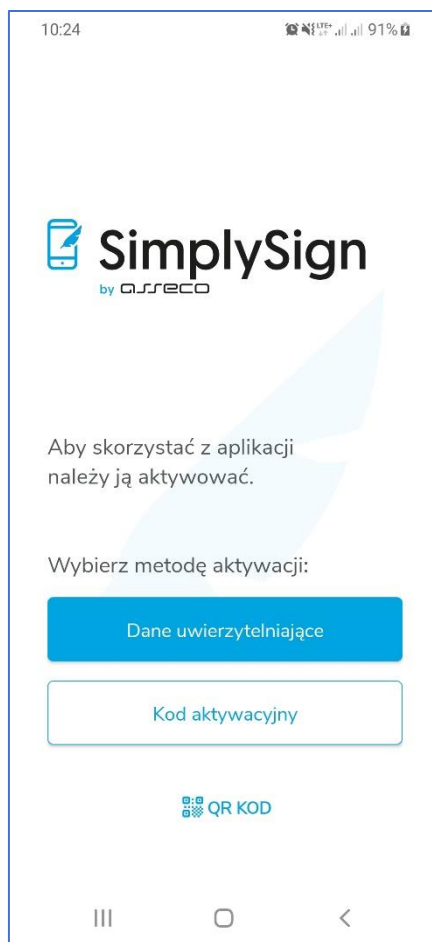 10:24
LTE+ 91%
SimplySign
by asseco
Aby skorzystać z aplikacji
należy ją aktywować.
Wybierz metodę aktywacji:
Dane uwierzytelniające
Kod aktywacyjny
QR KOD